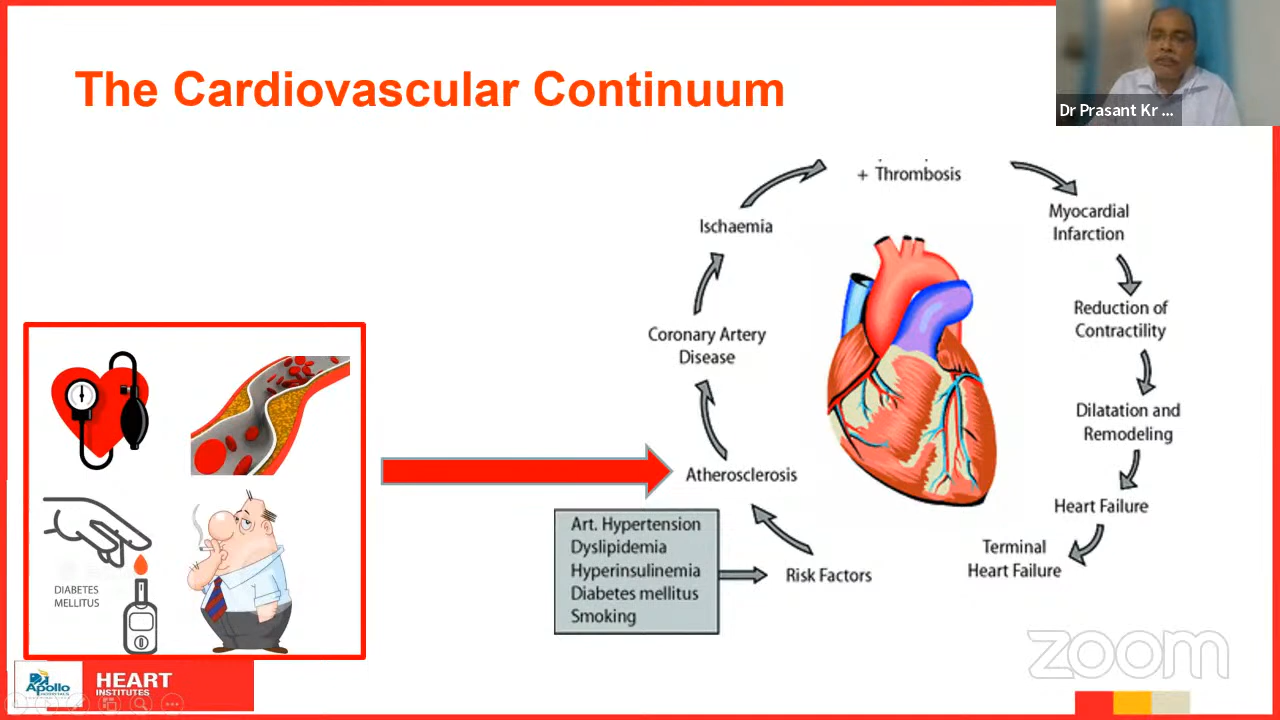 The Cardiovascular Continuum
Dr Prasant Kr ...
+ Thrombosis
Ischaemia
Myocardial
Infarction
Coronary Artery
Disease
Reduction of
Contractility
Dilatation and
Remodeling
Atherosclerosis
Heart Failure
Art. Hypertension
Dyslipidemia
Hyperinsulinemia
Diabetes mellitus
Smoking
Risk Factors
Terminal
Heart Failure
DIABETES
MELLITUS
Apollo
HOSPITALS
HEART
INSTITUTES
zoom